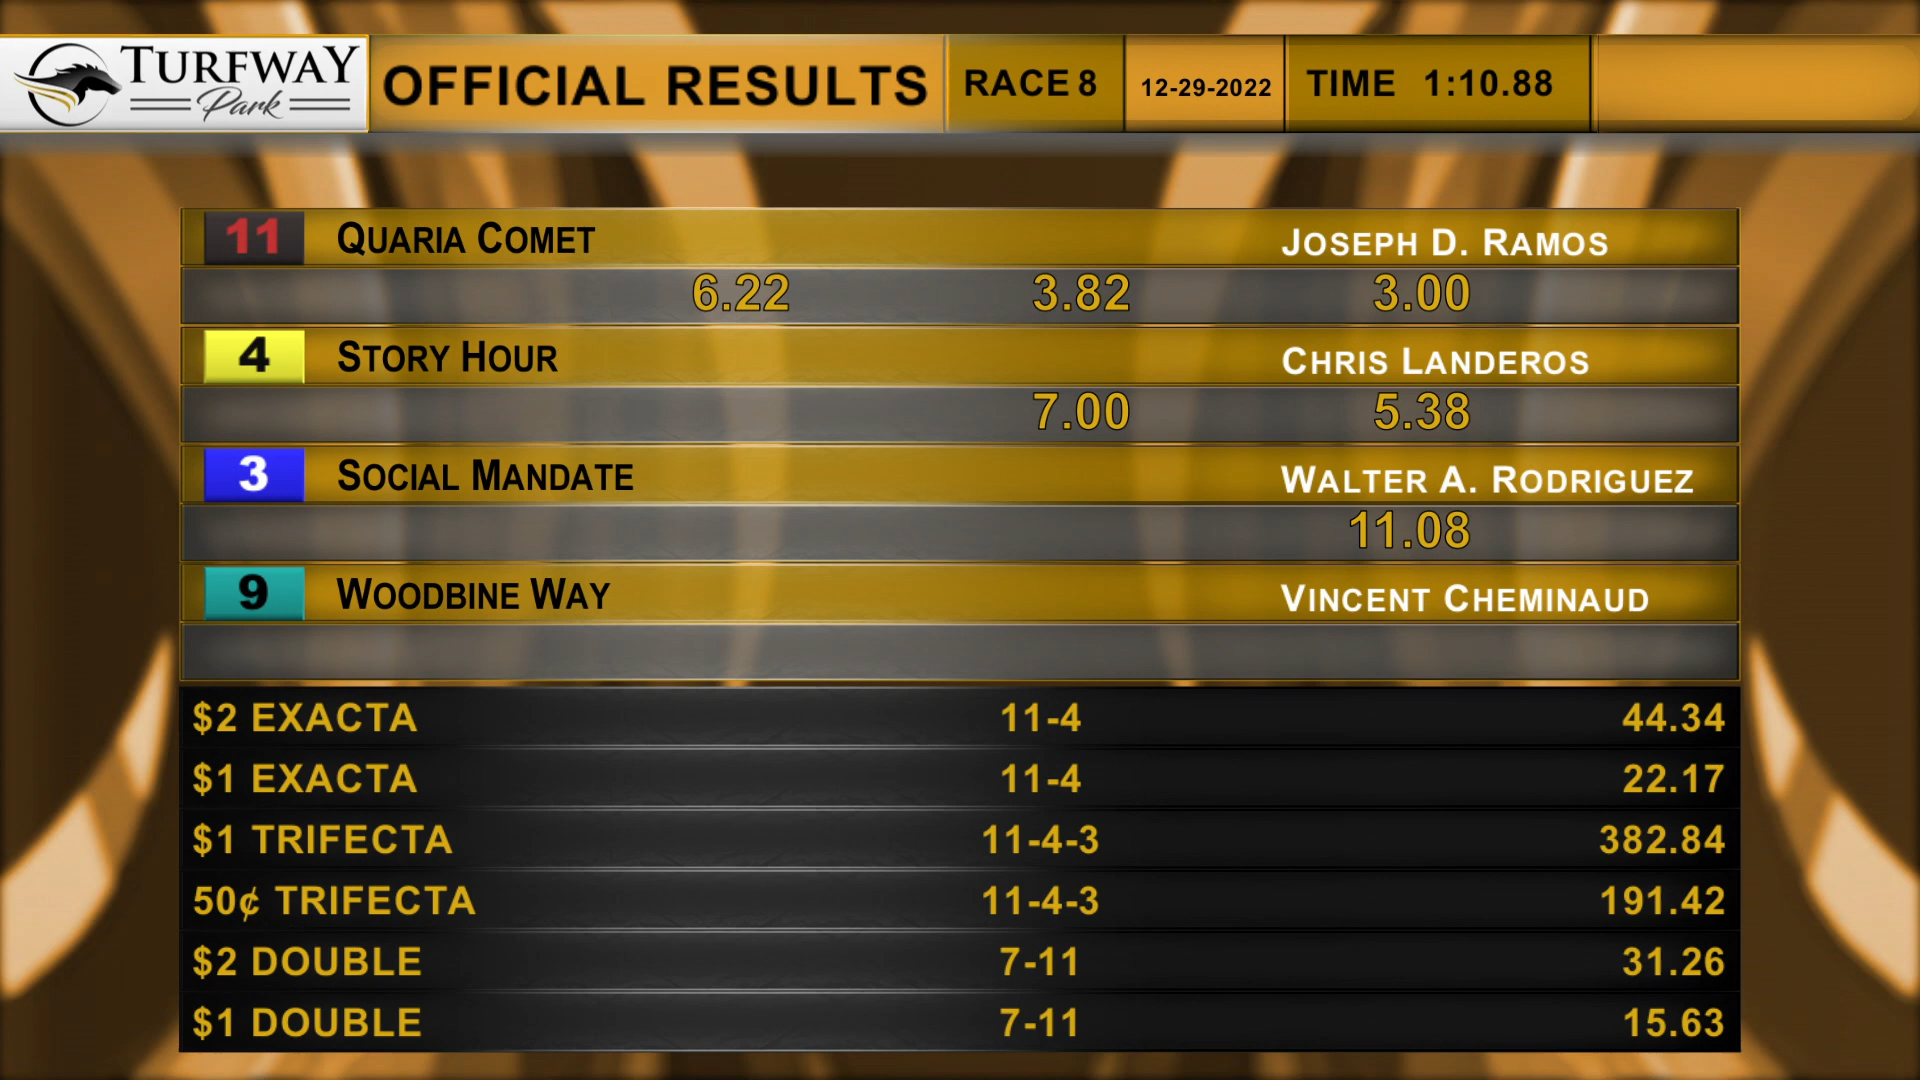 TURFWAY Park OFFICIAL RESULTS RACE 8 12-29-2022 TIME 1:10.88
11 QUARIA COMET JOSEPH D. RAMOS
6.22 3.82 3.00
4 STORY HOUR CHRIS LANDEROS
7.00 5.38
3 SOCIAL MANDATE WALTER A. RODRIGUEZ
11.08
9 WOODBINE WAY VINCENT CHEMINAUD
$2 EXACTA 11-4 44.34
$1 EXACTA 11-4 22.17
$1 TRIFECTA 11-4-3 382.84
50¢ TRIFECTA 11-4-3 191.42
$2 DOUBLE 7-11 31.26
$1 DOUBLE 7-11 15.63